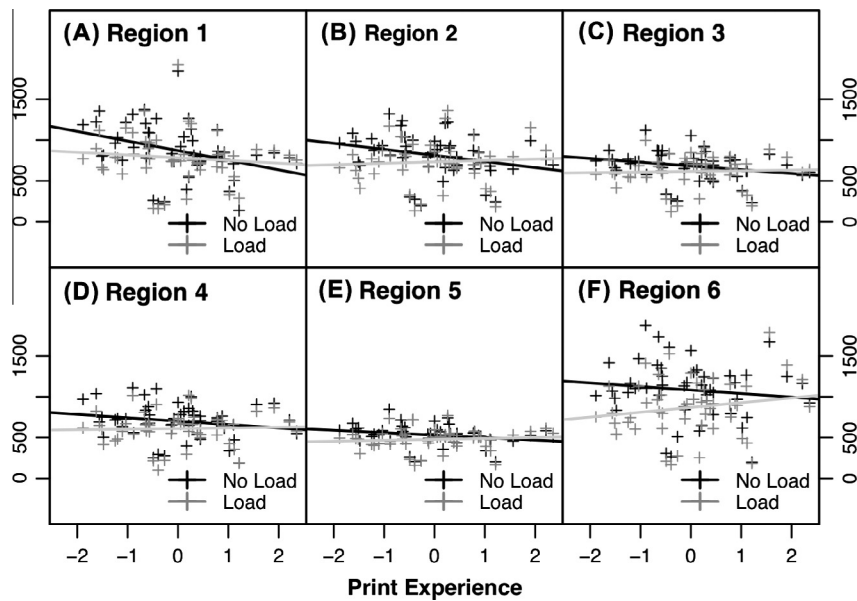 (A) Region 1
(B) Region 2
(C) Region 3
1500
500
0
1500
500
0
No Load
Load
No Load
Load
No Load
Load
(D) Region 4
(E) Region 5
(F) Region 6
1500
500
0
1500
500
0
No Load
Load
No Load
Load
No Load
Load
−2 −1 0 1 2 −2 −1 0 1 2 −2 −1 0 1 2
Print Experience